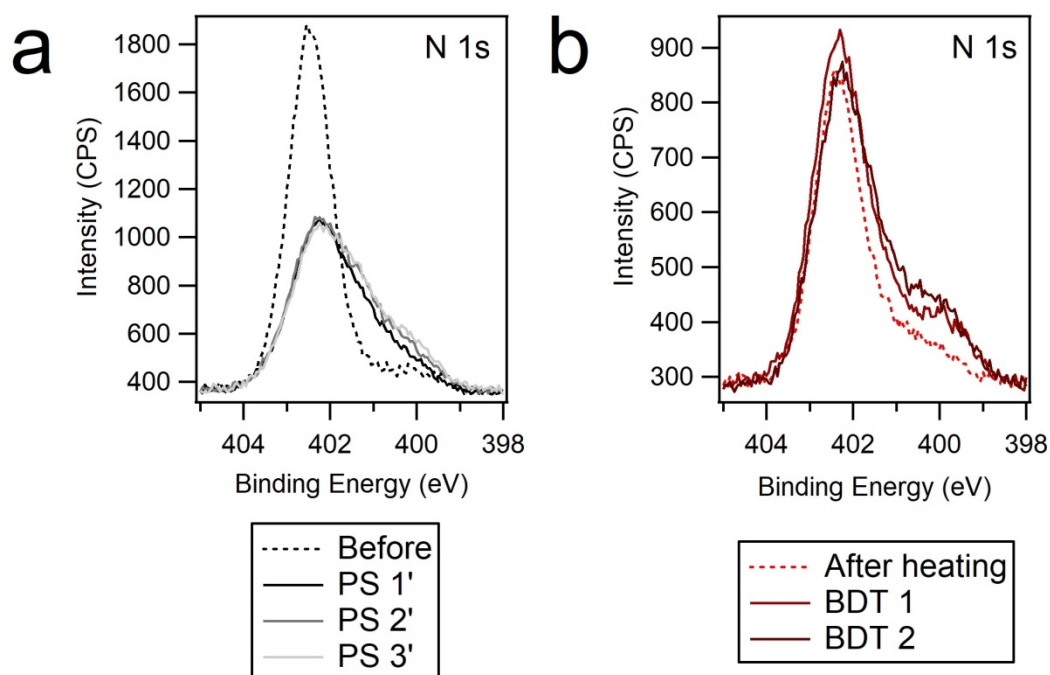 a
N 1s
1800
1600
1400
1200
1000
800
600
400
Intensity (CPS)
404
402
400
398
Binding Energy (eV)
Before
PS 1'
PS 2'
PS 3'
b
N 1s
900
800
700
600
500
400
300
Intensity (CPS)
404
402
400
398
Binding Energy (eV)
After heating
BDT 1
BDT 2